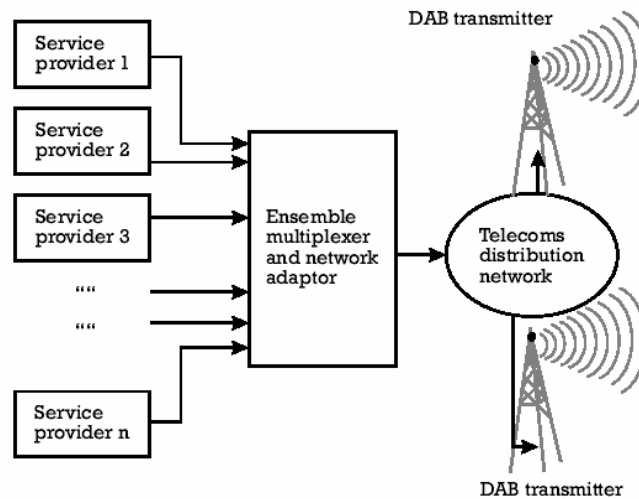 DAB transmitter
Service
provider 1
Service
provider 2
Service
provider 3
““
““
Service
provider n
Ensemble
multiplexer
and network
adaptor
Telecoms
distribution
network
DAB transmitter